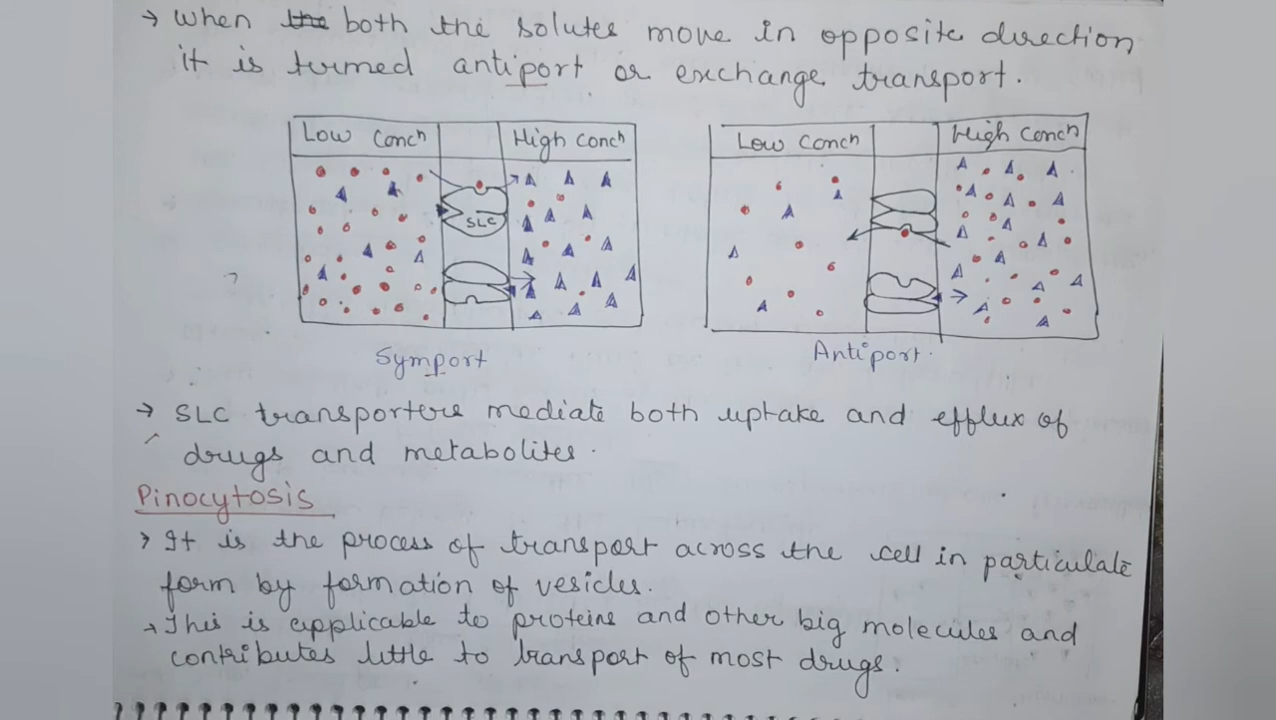 → When the both the solutes move in opposite direction
it is termed antiport or exchange transport.
Low Concn
High Concn
Low Concn
High Concn
SLC
Symport
Antiport.
→ SLC transporters mediate both uptake and efflux of
drugs and metabolites.
Pinocytosis
→ It is the process of transport across the cell in particulate
form by formation of vesicles.
→ This is applicable to proteins and other big molecules and
contributes little to transport of most drugs.